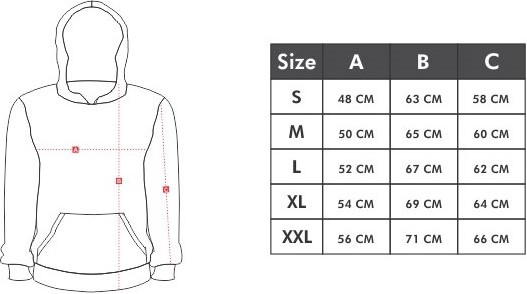 A
B
C
Size A B C
S 48 CM 63 CM 58 CM
M 50 CM 65 CM 60 CM
L 52 CM 67 CM 62 CM
XL 54 CM 69 CM 64 CM
XXL 56 CM 71 CM 66 CM